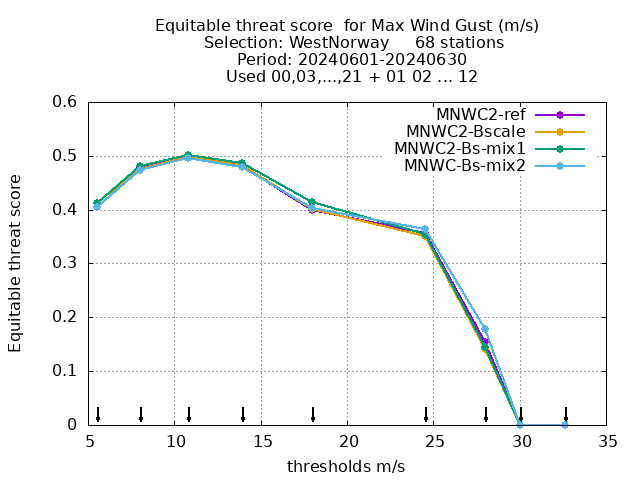 Equitable threat score  for Max Wind Gust (m/s)
Selection: WestNorway     68 stations
Period: 20240601-20240630
Used 00,03,...,21 + 01 02 ... 12
MNWC2-ref
MNWC2-Bscale
MNWC2-Bs-mix1
MNWC-Bs-mix2
Equitable threat score
0.6
0.5
0.4
0.3
0.2
0.1
0
5 10 15 20 25 30 35
thresholds m/s